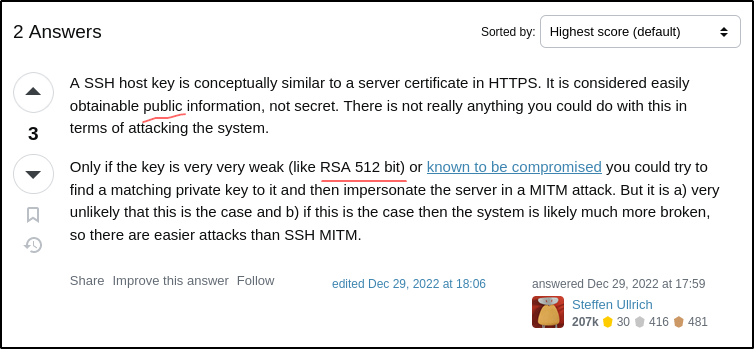 2 Answers
Sorted by: Highest score (default)
A SSH host key is conceptually similar to a server certificate in HTTPS. It is considered easily
obtainable public information, not secret. There is not really anything you could do with this in
terms of attacking the system.
3
Only if the key is very very weak (like RSA 512 bit) or known to be compromised you could try to
find a matching private key to it and then impersonate the server in a MITM attack. But it is a) very
unlikely that this is the case and b) if this is the case then the system is likely much more broken,
so there are easier attacks than SSH MITM.
Share Improve this answer Follow
edited Dec 29, 2022 at 18:06
answered Dec 29, 2022 at 17:59
Steffen Ullrich
207k 30 416 481